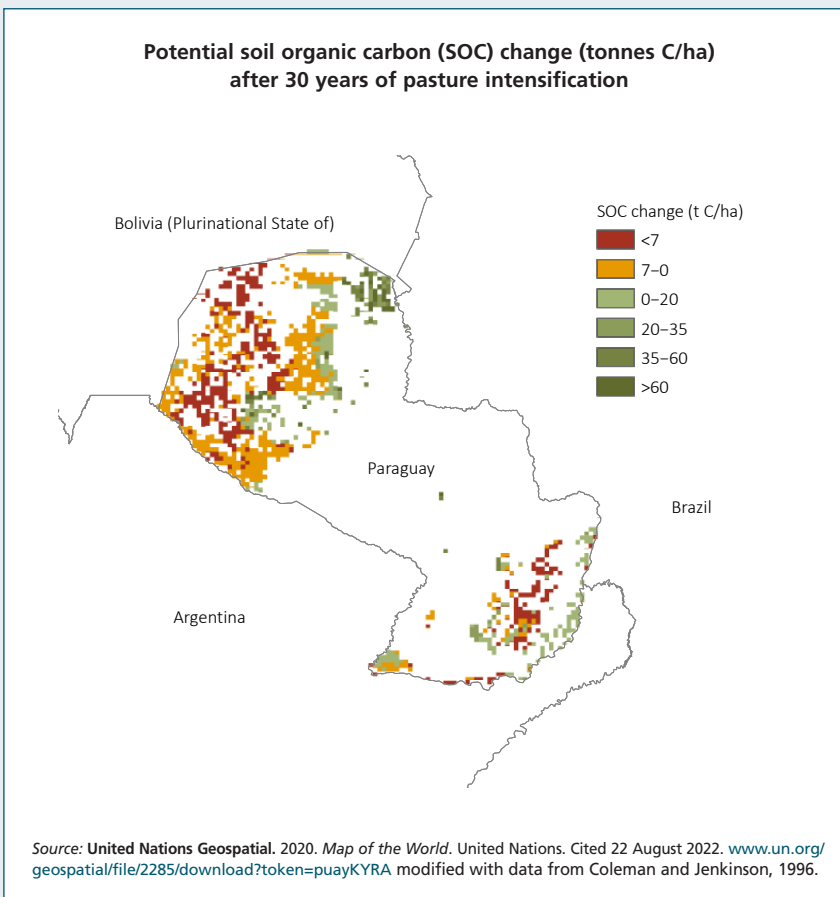 Potential soil organic carbon (SOC) change (tonnes C/ha)
after 30 years of pasture intensification
Bolivia (Plurinational State of)
SOC change (t C/ha)
<7
7–0
0–20
20–35
35–60
>60
Paraguay
Brazil
Argentina
Source: United Nations Geospatial. 2020. Map of the World. United Nations. Cited 22 August 2022. www.un.org/
geospatial/file/2285/download?token=puayKYRA modified with data from Coleman and Jenkinson, 1996.